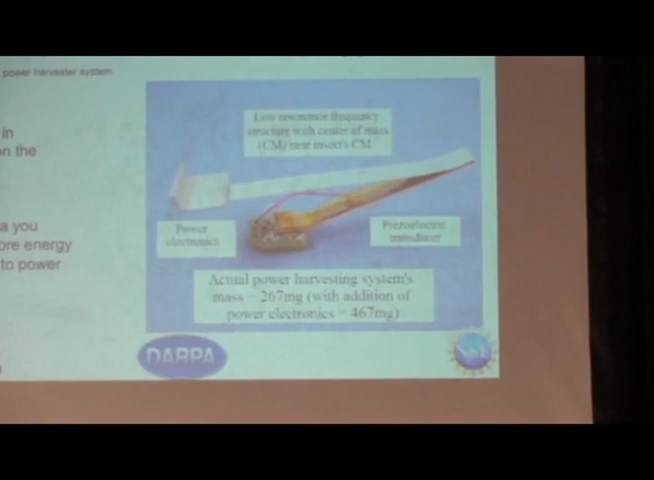 power harvester system
in
on the
a you
ore energy
to power
Low resonance frequency
structure with center of mass
(CM) near insect's CM
Power
electronics
Piezoelectric
transducer
Actual power harvesting system's
mass = 267mg (with addition of
power electronics = 467mg)
DARPA
NSF